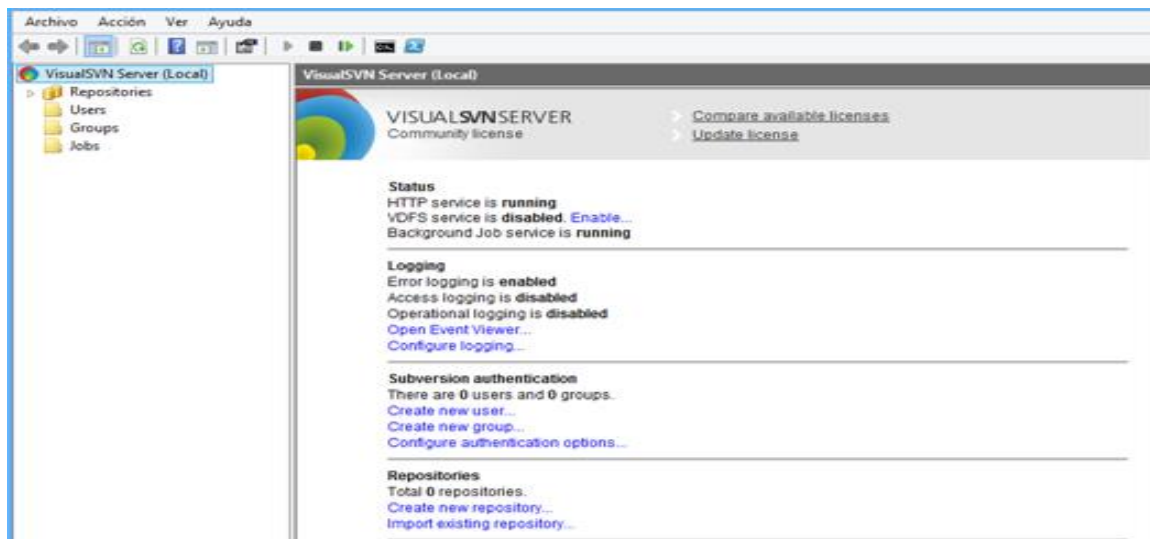 Archivo Acción Ver Ayuda
VisualSVN Server (Local)
Repositories
Users
Groups
Jobs
VisualSVN Server (Local)
VISUALSVNSERVER
Community license
Compare available licenses
Update license
Status
HTTP service is running
VDFS service is disabled. Enable...
Background Job service is running
Logging
Error logging is enabled
Access logging is disabled
Operational logging is disabled
Open Event Viewer...
Configure logging...
Subversion authentication
There are 0 users and 0 groups.
Create new user...
Create new group...
Configure authentication options...
Repositories
Total 0 repositories.
Create new repository...
Import existing repository...